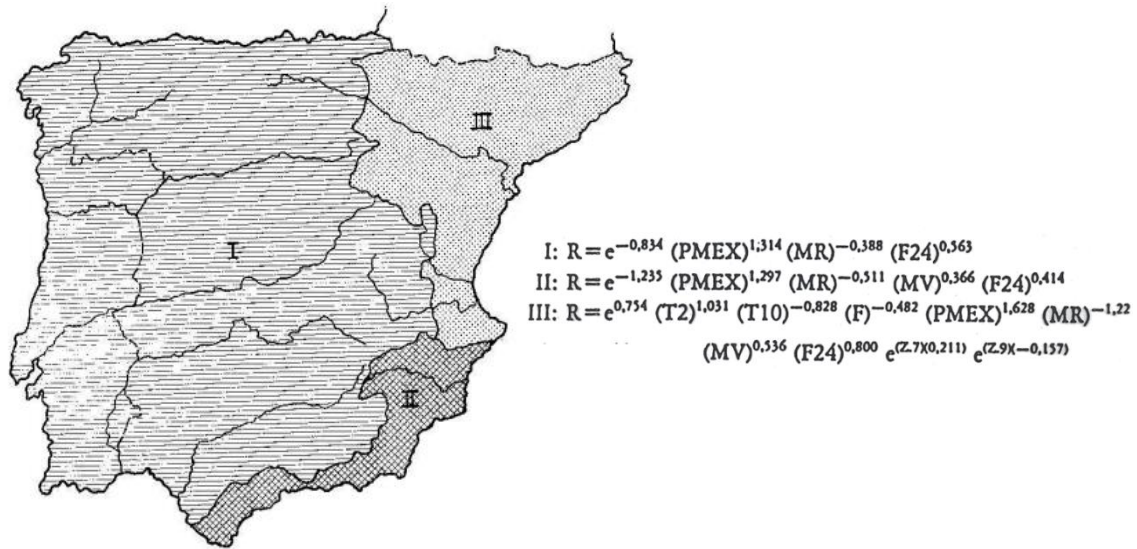 III
I
II
I: R = e^−0,834 (PMEX)^1,314 (MR)^−0,388 (F24)^0,563
II: R = e^−1,235 (PMEX)^1,297 (MR)^−0,511 (MV)^0,366 (F24)^0,414
III: R = e^0,754 (T2)^1,031 (T10)^−0,828 (F)^−0,482 (PMEX)^1,628 (MR)^−1,22
(MV)^0,536 (F24)^0,800 e^(Z.7)(0,211) e^(Z.9)(−0,157)